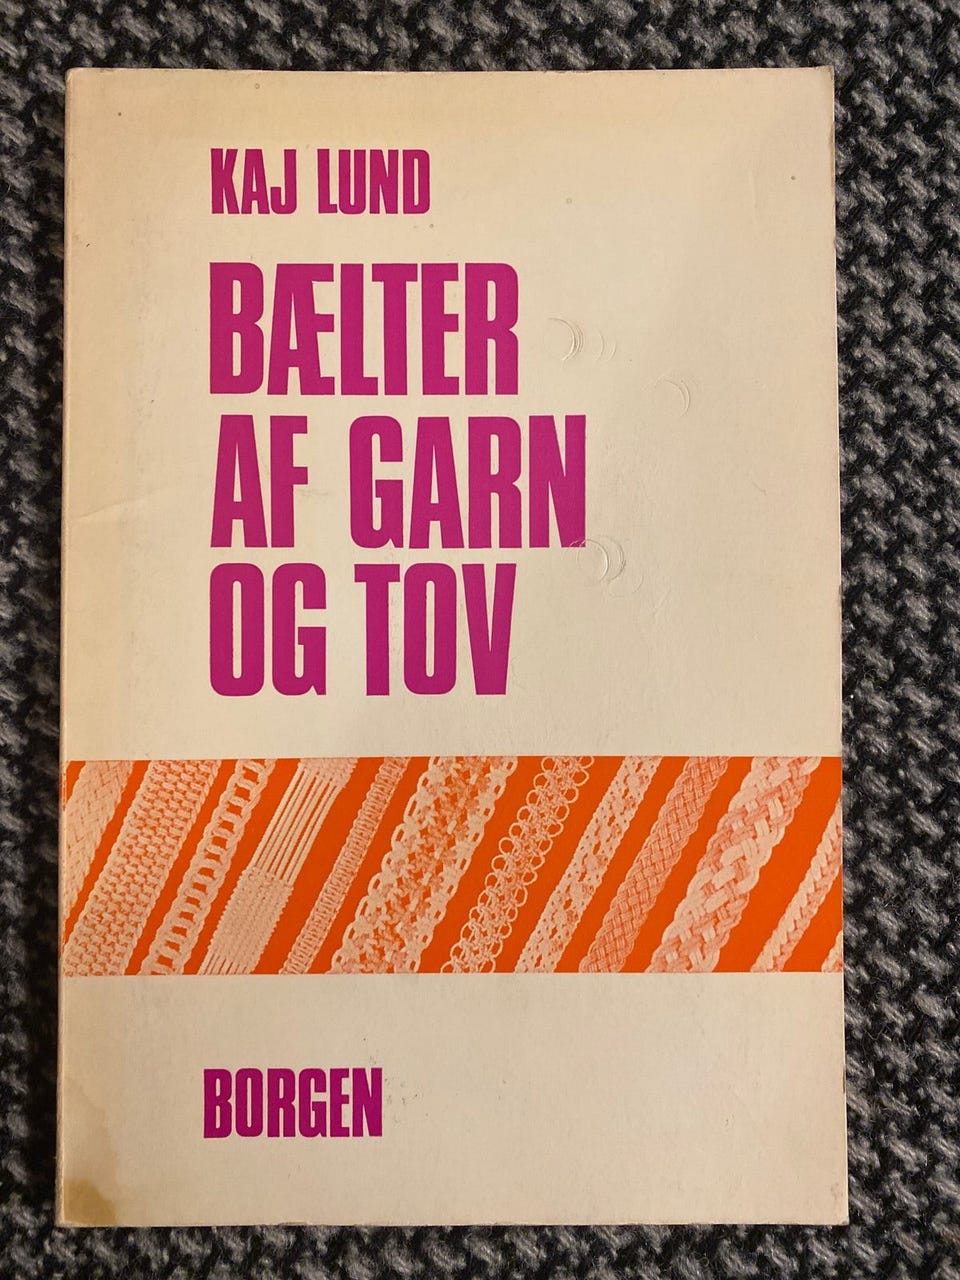 KAJ LUND
BÆLTER
AF GARN
OG TOV
BORGEN